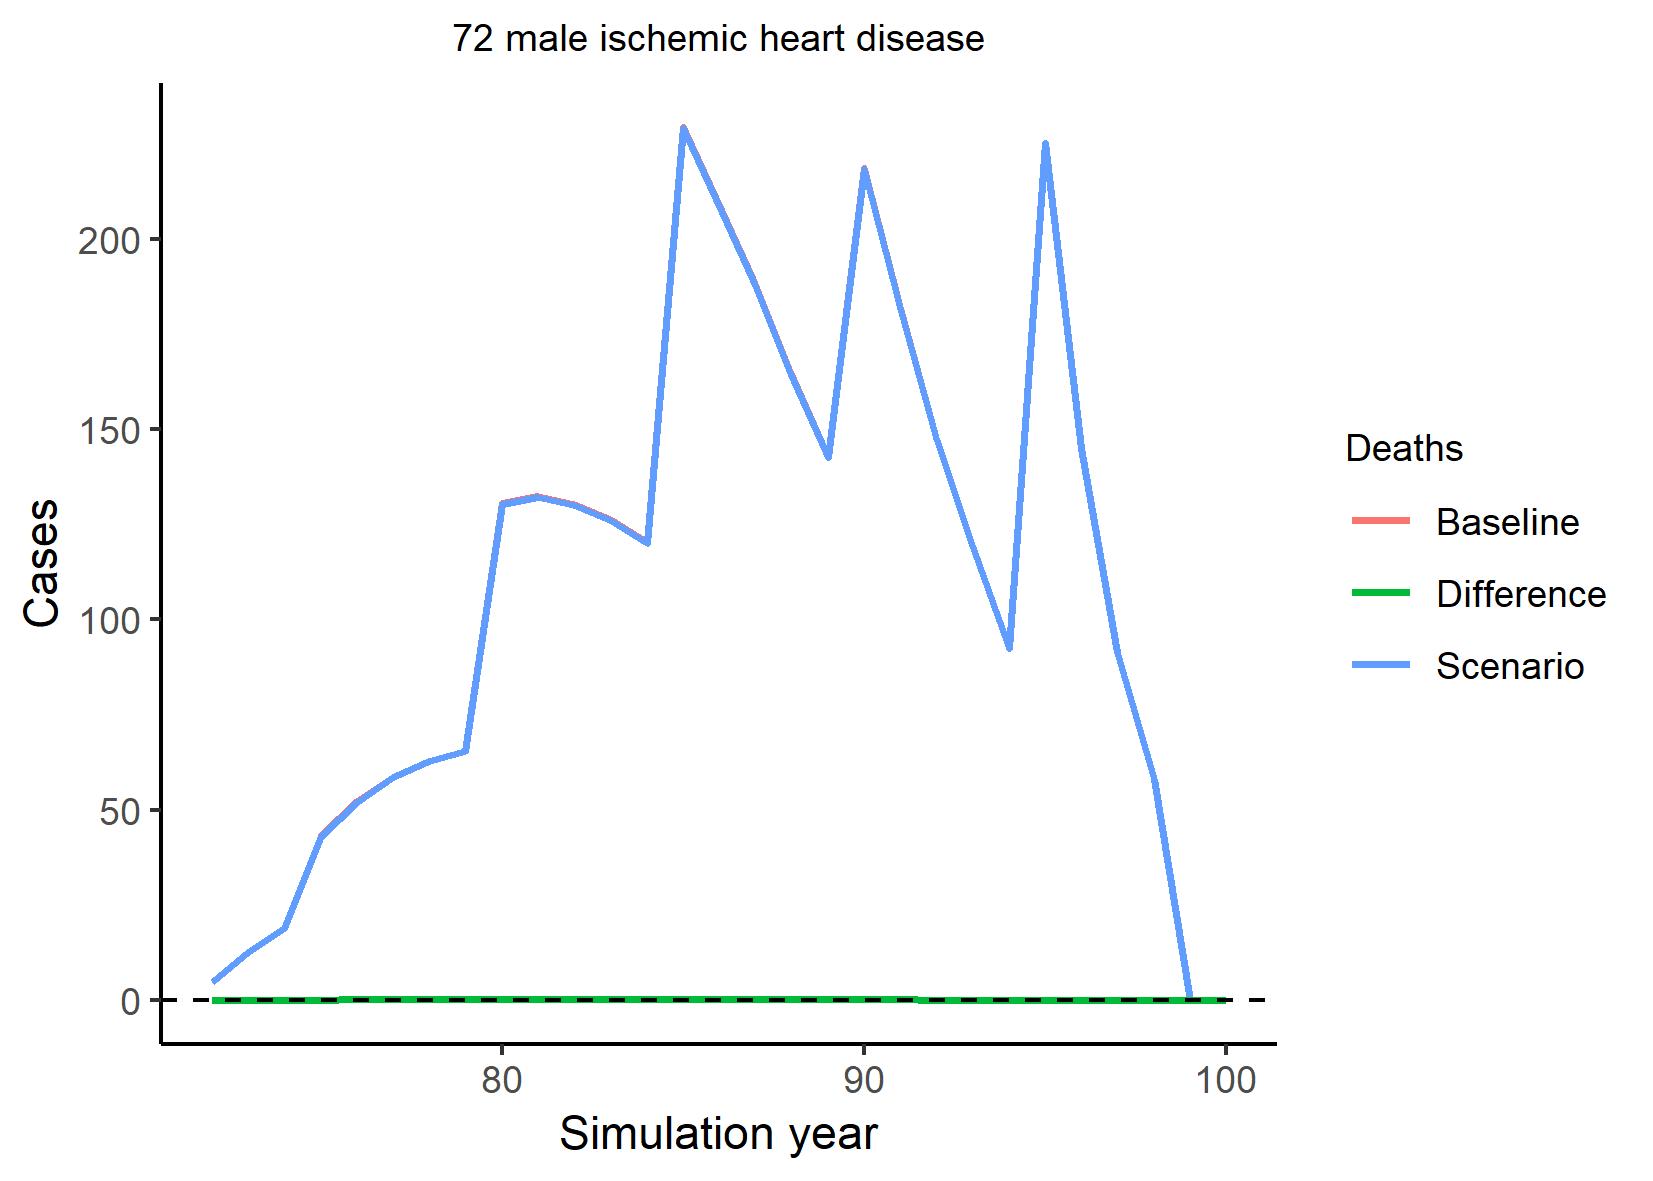 72 male ischemic heart disease
Cases
200
150
100
50
0
80
90
100
Simulation year
Deaths
Baseline
Difference
Scenario